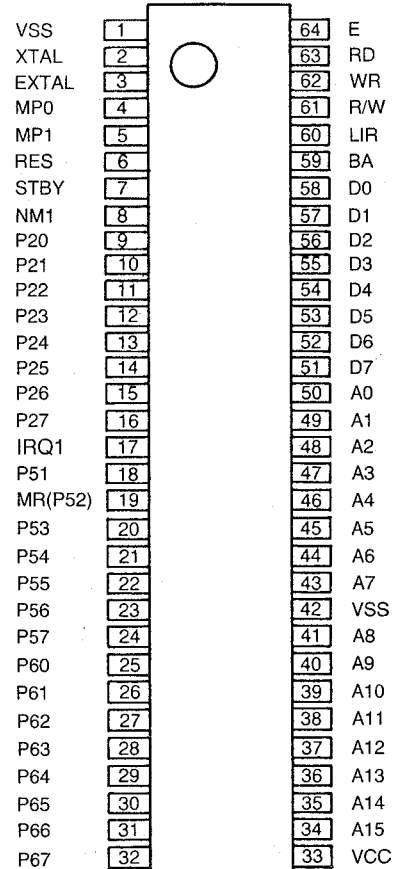 VSS 1 64 E
XTAL 2 63 RD
EXTAL 3 62 WR
MP0 4 61 R/W
MP1 5 60 LIR
RES 6 59 BA
STBY 7 58 D0
NM1 8 57 D1
P20 9 56 D2
P21 10 55 D3
P22 11 54 D4
P23 12 53 D5
P24 13 52 D6
P25 14 51 D7
P26 15 50 A0
P27 16 49 A1
IRQ1 17 48 A2
P51 18 47 A3
MR(P52) 19 46 A4
P53 20 45 A5
P54 21 44 A6
P55 22 43 A7
P56 23 42 VSS
P57 24 41 A8
P60 25 40 A9
P61 26 39 A10
P62 27 38 A11
P63 28 37 A12
P64 29 36 A13
P65 30 35 A14
P66 31 34 A15
P67 32 33 VCC